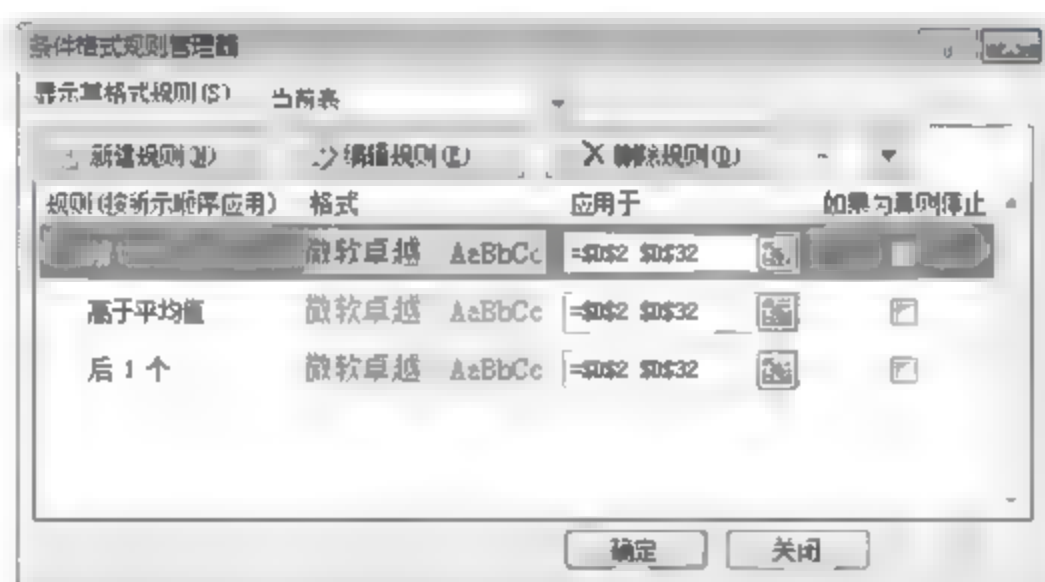 条件格式规则管理器
显示其格式规则(S) 当前表
新建规则(N) 编辑规则(E) 删除规则(D)
规则(按所示顺序应用) 格式 应用于 如果为真则停止
微软卓越 AaBbCc =$D$2 $D$32
高于平均值 微软卓越 AaBbCc =$D$2 $D$32
后 1 个 微软卓越 AaBbCc =$D$2 $D$32
确定 关闭